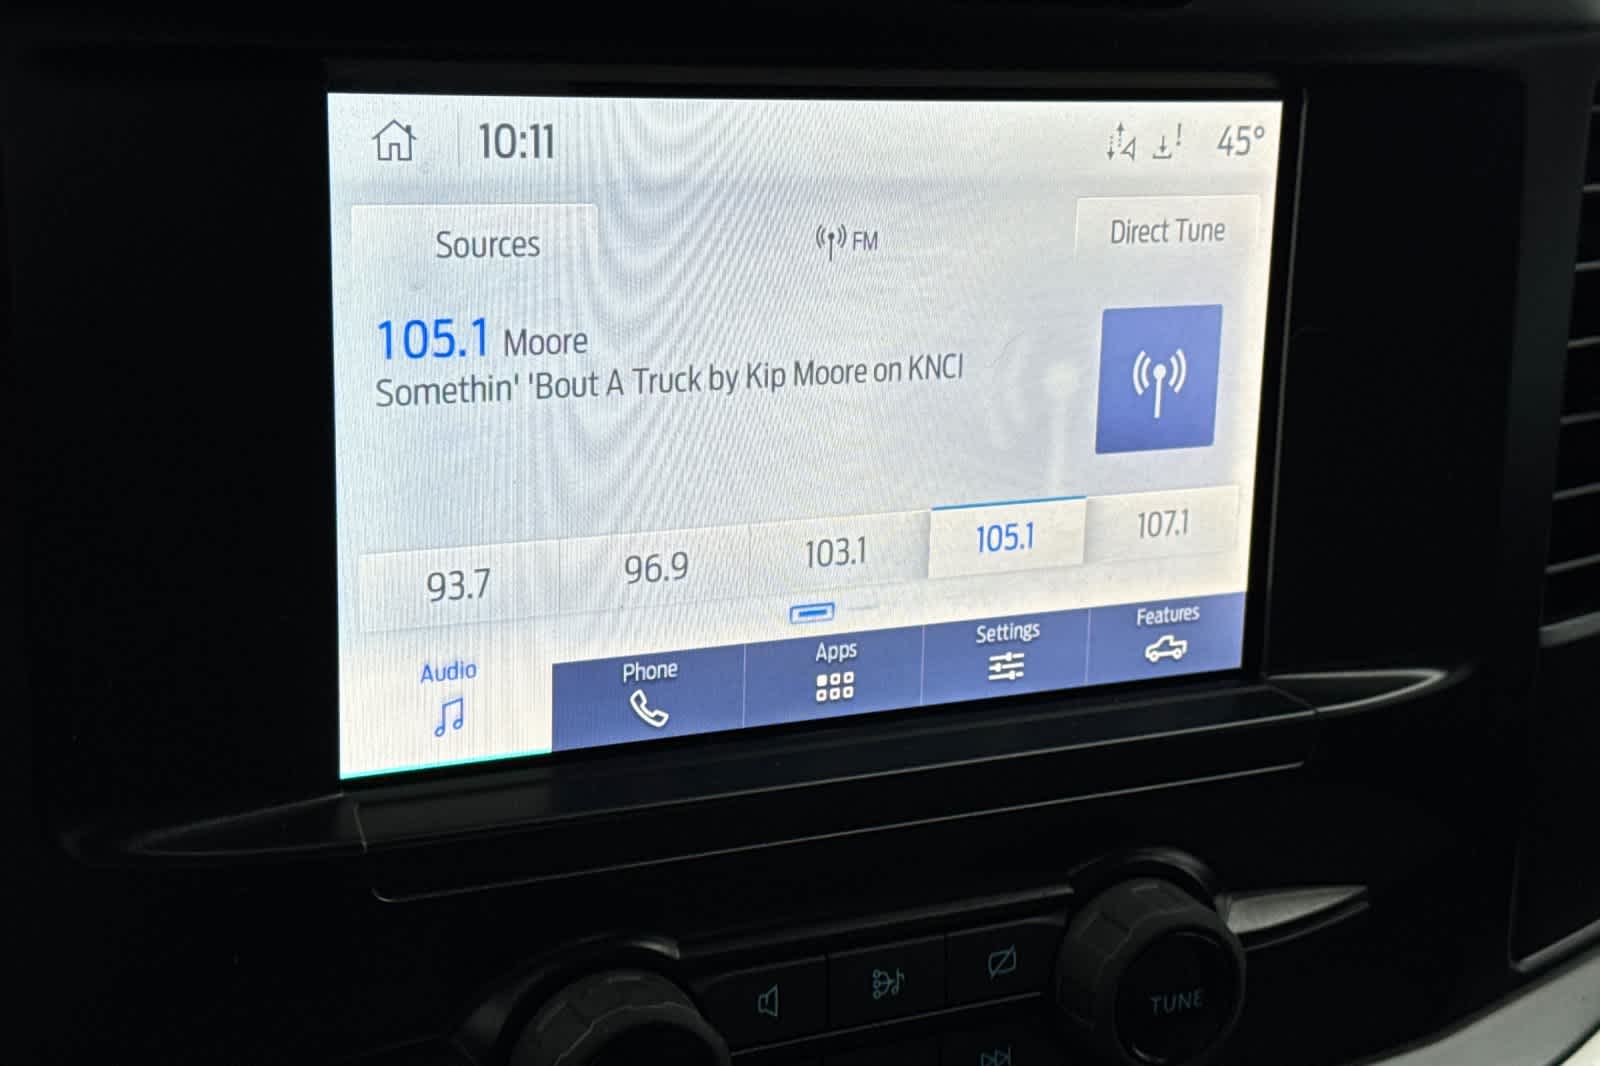 10:11
45°
Sources
FM
Direct Tune
105.1 Moore
Somethin' 'Bout A Truck by Kip Moore on KNCI
93.7
96.9
103.1
105.1
107.1
Audio
Phone
Apps
Settings
Features
TUNE